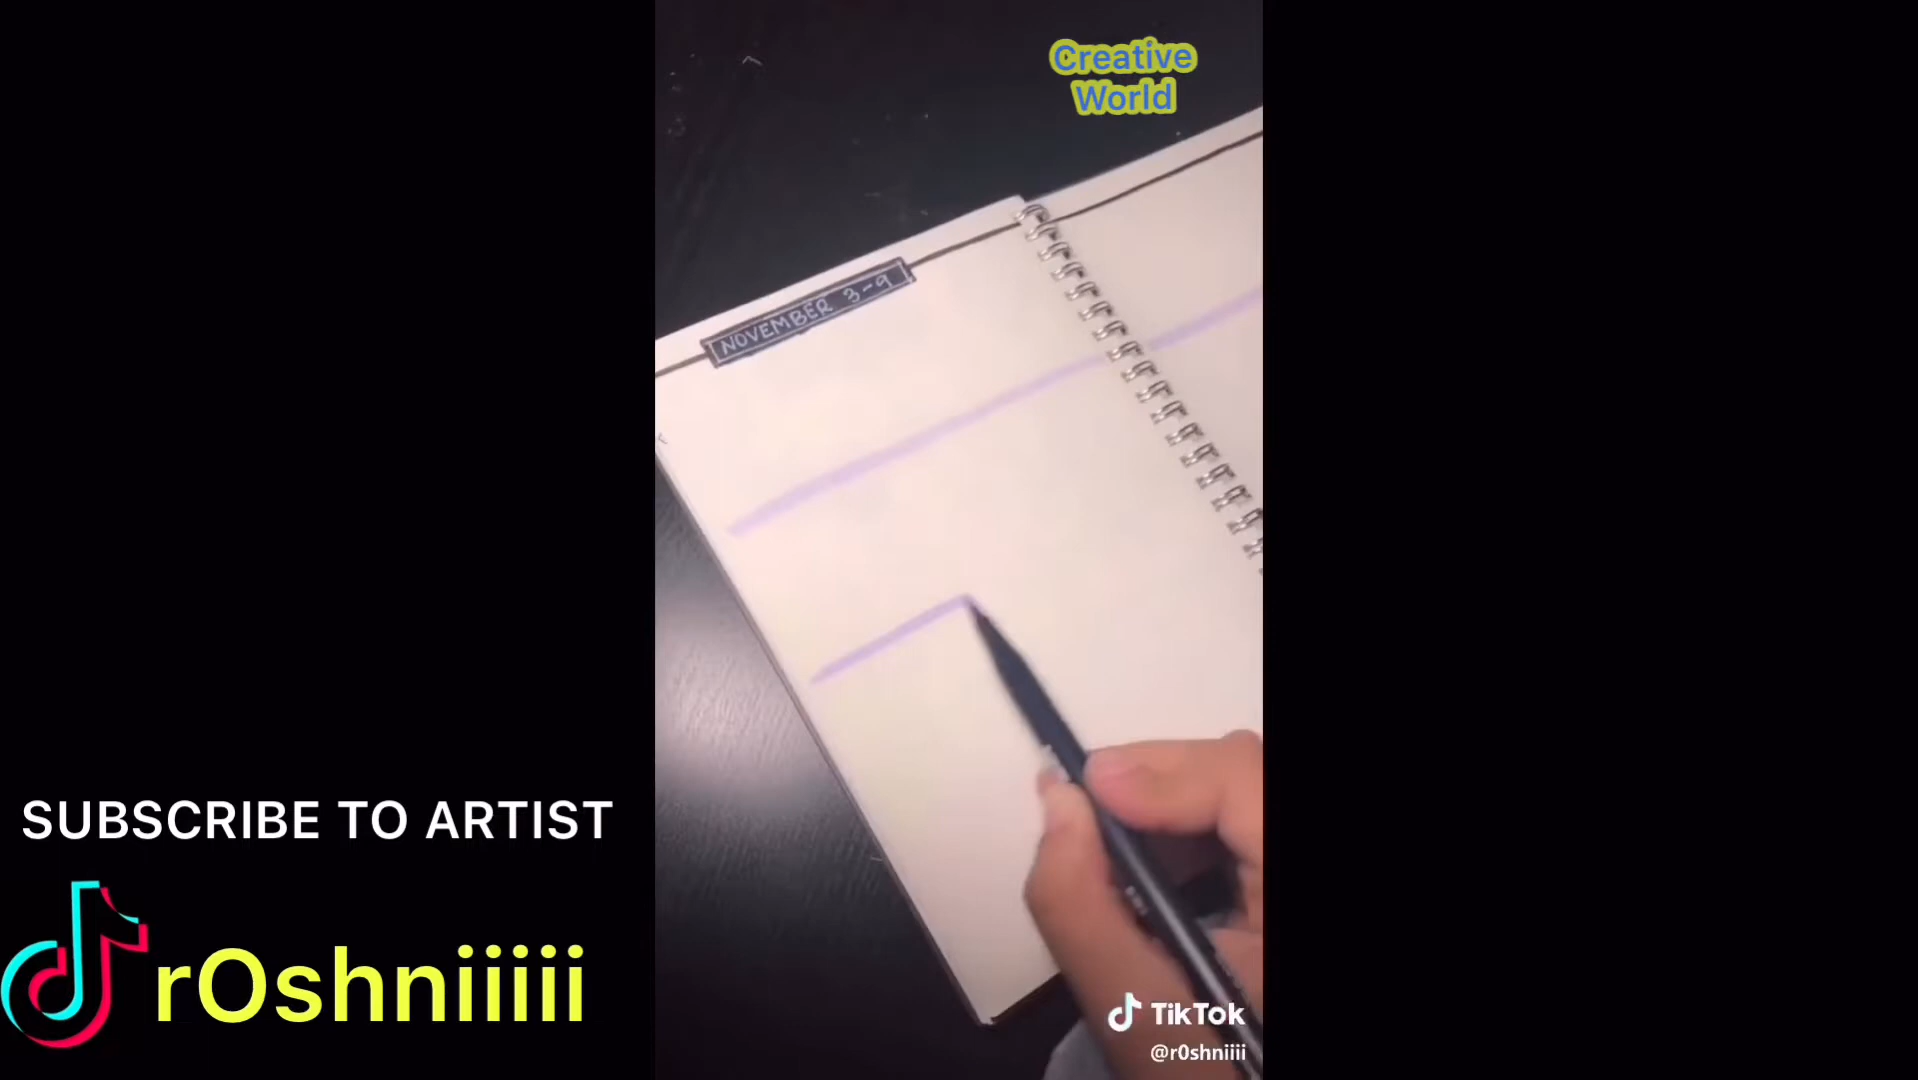 Creative
World
NOVEMBER 3-9
SUBSCRIBE TO ARTIST
rOshniiiii
TikTok
@r0shniiii